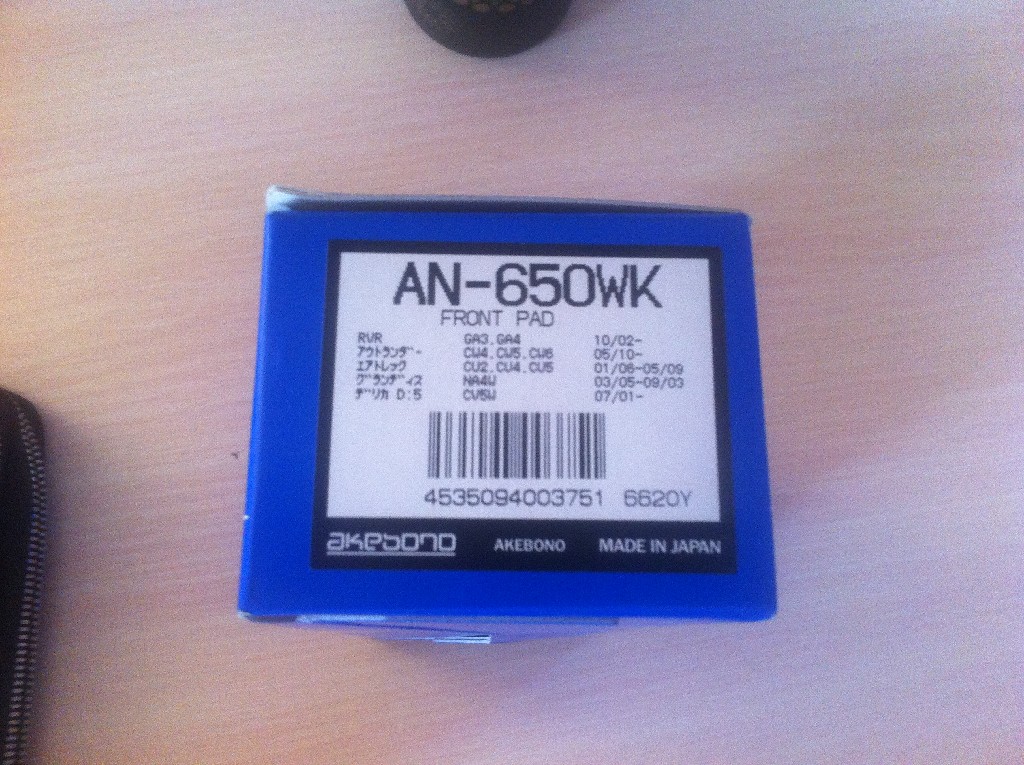 AN-650WK
FRONT PAD
RVR GA3,GA4 10/02-
アウトランダー CW4,CW5,CW6 05/10-
エアトレック CU2,CU4,CU5 01/06-05/09
グランディス NA4W 03/05-09/03
デリカ D:5 CV5W 07/01-
4535094003751 6620Y
akebono AKEBONO MADE IN JAPAN